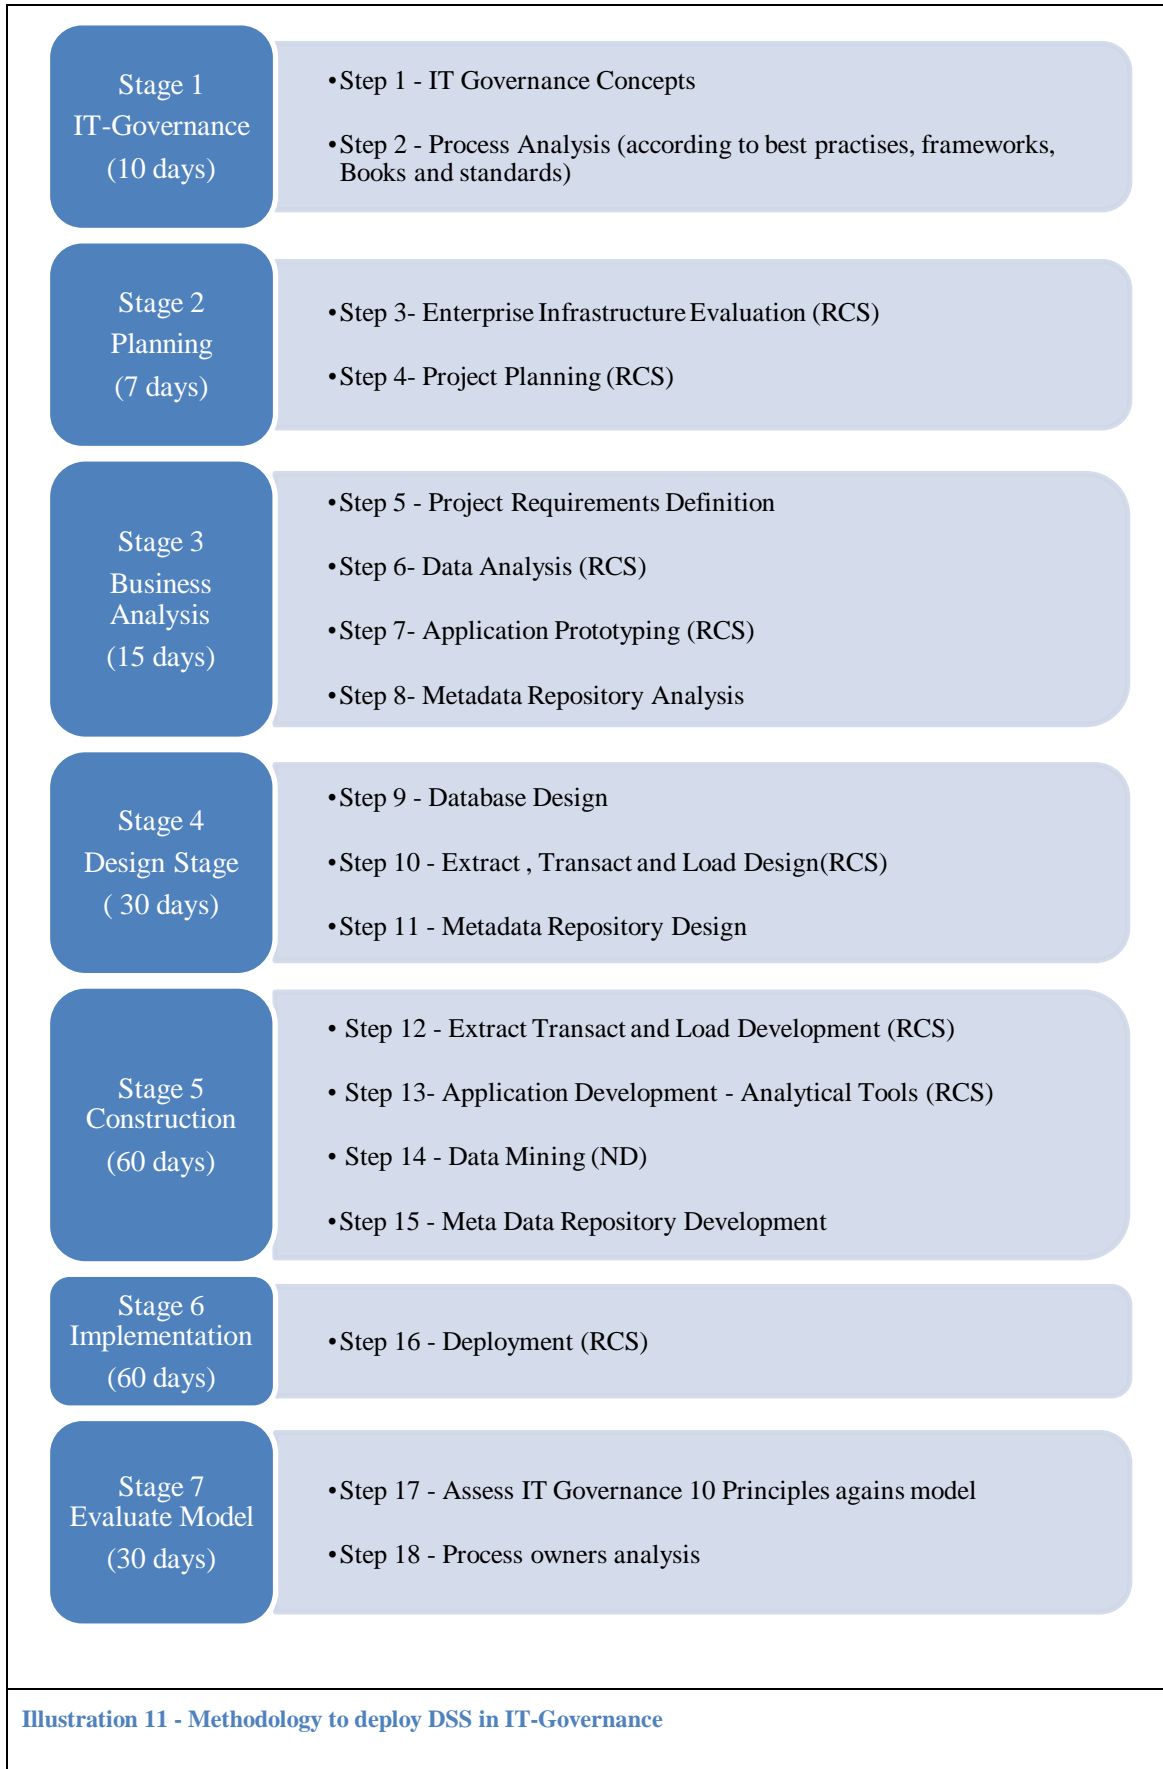 Stage 1
IT-Governance
(10 days)
•Step 1 - IT Governance Concepts
•Step 2 - Process Analysis (according to best practises, frameworks,
Books and standards)
Stage 2
Planning
(7 days)
•Step 3- Enterprise Infrastructure Evaluation (RCS)
•Step 4- Project Planning (RCS)
Stage 3
Business
Analysis
(15 days)
•Step 5 - Project Requirements Definition
•Step 6- Data Analysis (RCS)
•Step 7- Application Prototyping (RCS)
•Step 8- Metadata Repository Analysis
Stage 4
Design Stage
( 30 days)
•Step 9 - Database Design
•Step 10 - Extract , Transact and Load Design(RCS)
•Step 11 - Metadata Repository Design
Stage 5
Construction
(60 days)
• Step 12 - Extract Transact and Load Development (RCS)
• Step 13- Application Development - Analytical Tools (RCS)
• Step 14 - Data Mining (ND)
•Step 15 - Meta Data Repository Development
Stage 6
Implementation
(60 days)
•Step 16 - Deployment (RCS)
Stage 7
Evaluate Model
(30 days)
•Step 17 - Assess IT Governance 10 Principles agains model
•Step 18 - Process owners analysis
Illustration 11 - Methodology to deploy DSS in IT-Governance